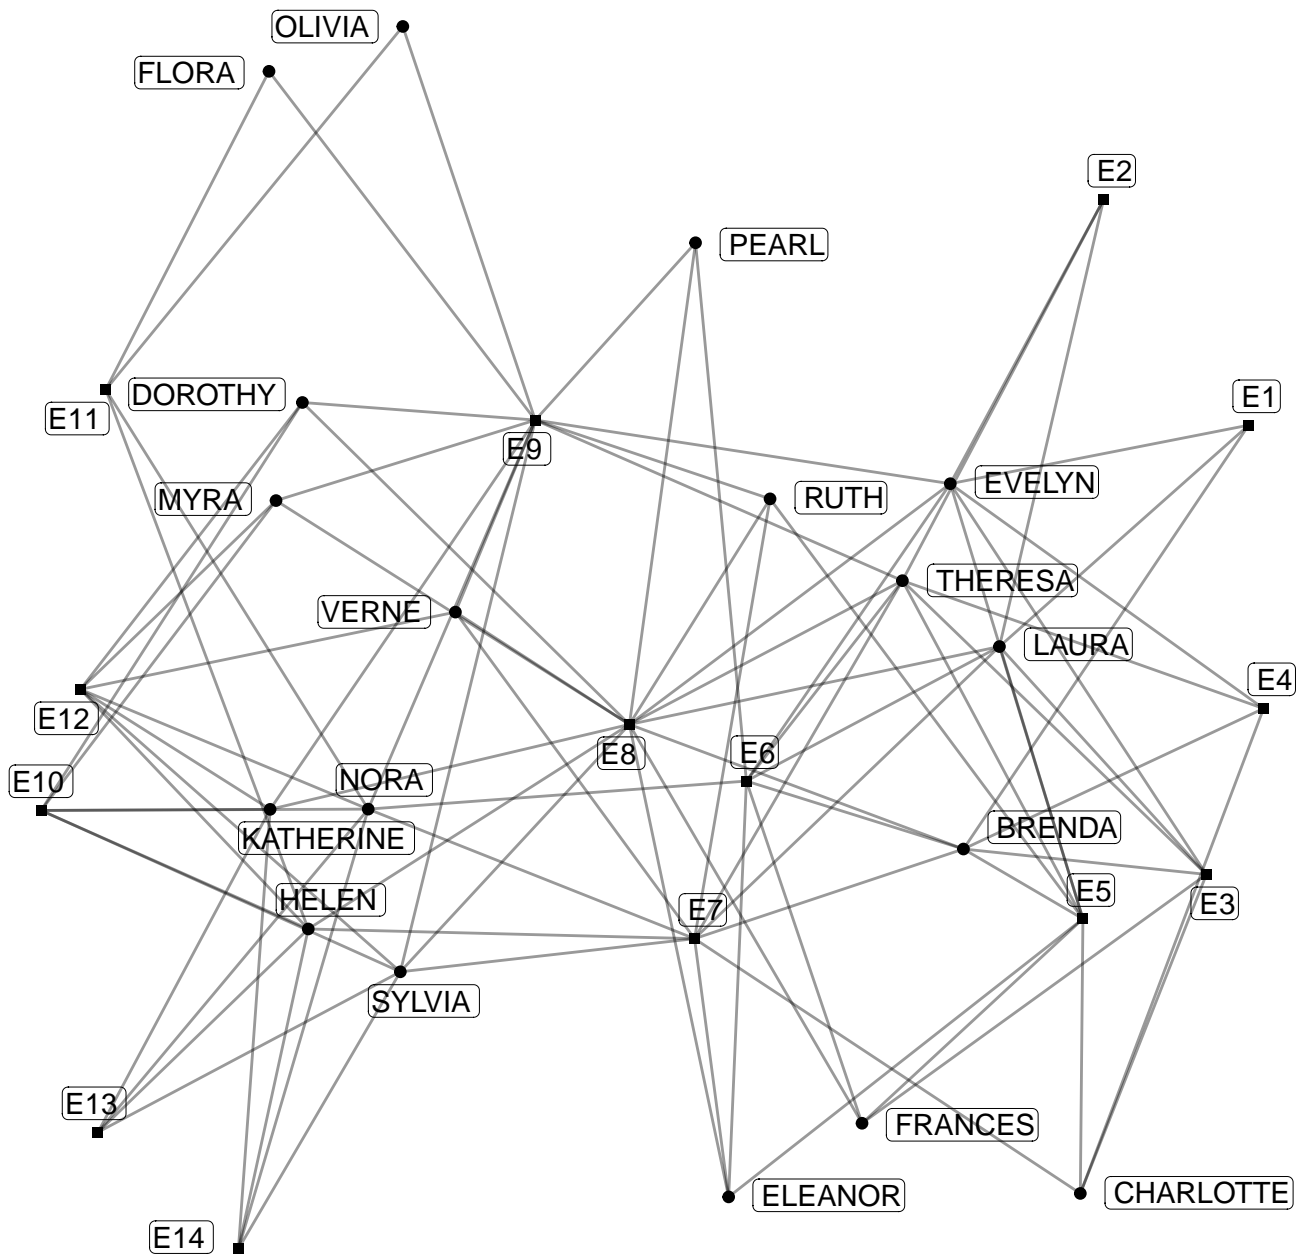 OLIVIA
FLORA
E2
PEARL
E1
DOROTHY
E11
E9
EVELYN
MYRA
RUTH
THERESA
VERNE
LAURA
E4
E12
E8
E6
E10
NORA
BRENDA
KATHERINE
HELEN
E5
E3
E7
SYLVIA
E13
FRANCES
CHARLOTTE
ELEANOR
E14